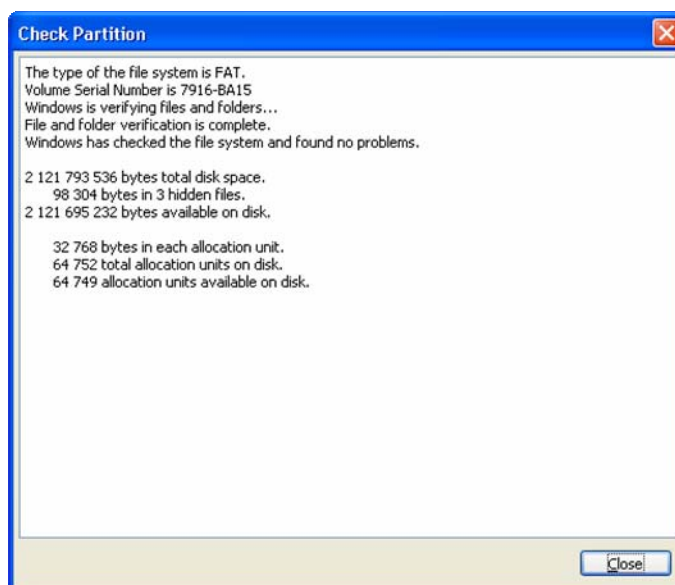 Check Partition
The type of the file system is FAT.
Volume Serial Number is 7916-BA15
Windows is verifying files and folders...
File and folder verification is complete.
Windows has checked the file system and found no problems.
2 121 793 536 bytes total disk space.
98 304 bytes in 3 hidden files.
2 121 695 232 bytes available on disk.
32 768 bytes in each allocation unit.
64 752 total allocation units on disk.
64 749 allocation units available on disk.
Close